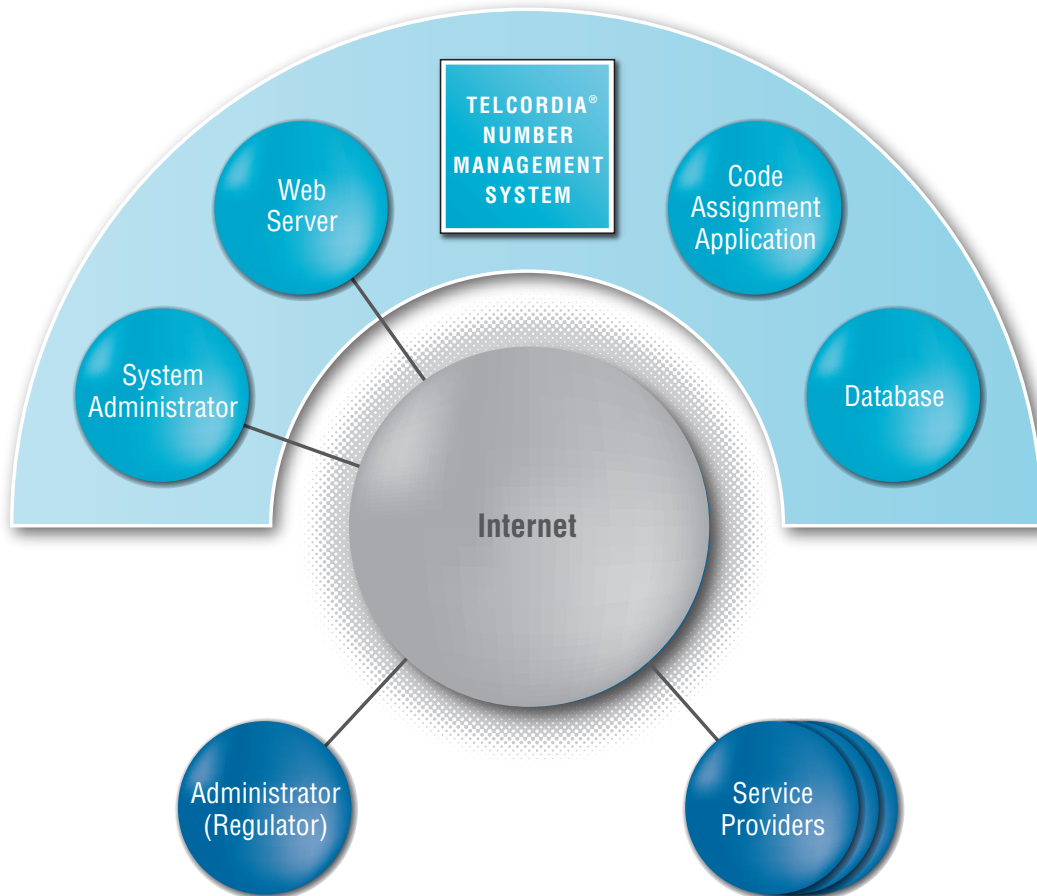 TELCORDIA®
NUMBER
MANAGEMENT
SYSTEM
Web
Server
Code
Assignment
Application
System
Administrator
Database
Internet
Administrator
(Regulator)
Service
Providers